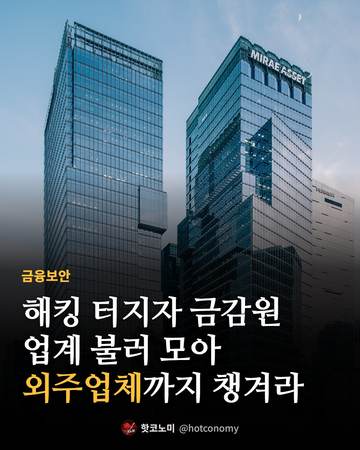 MIRAE ASSET
금융보안
해킹 터지자 금감원
업계 불러 모아
외주업체까지 챙겨라
핫코노미 @hotconomy